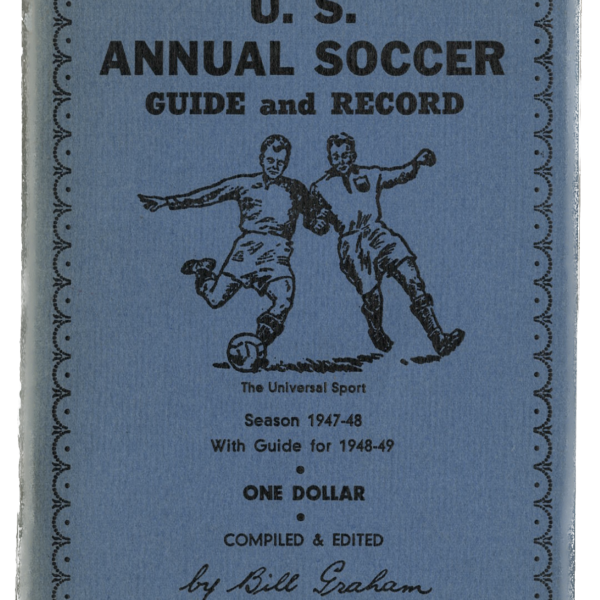 U. S.
ANNUAL SOCCER
GUIDE and RECORD
The Universal Sport
Season 1947-48
With Guide for 1948-49
•
ONE DOLLAR
•
COMPILED & EDITED
by Bill Graham